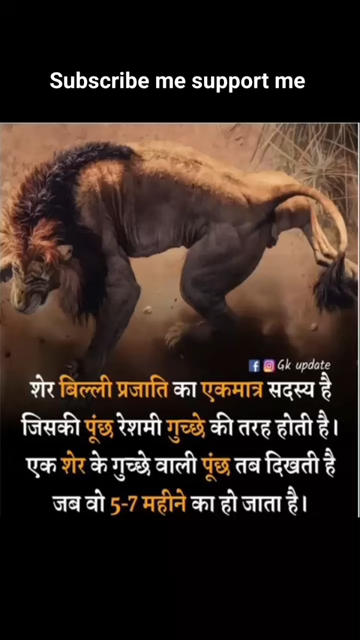 Subscribe me support me
Gk update
शेर बिल्ली प्रजाति का एकमात्र सदस्य है
जिसकी पूंछ रेशमी गुच्छे की तरह होती है।
एक शेर के गुच्छे वाली पूंछ तब दिखती है
जब वो 5-7 महीने का हो जाता है।